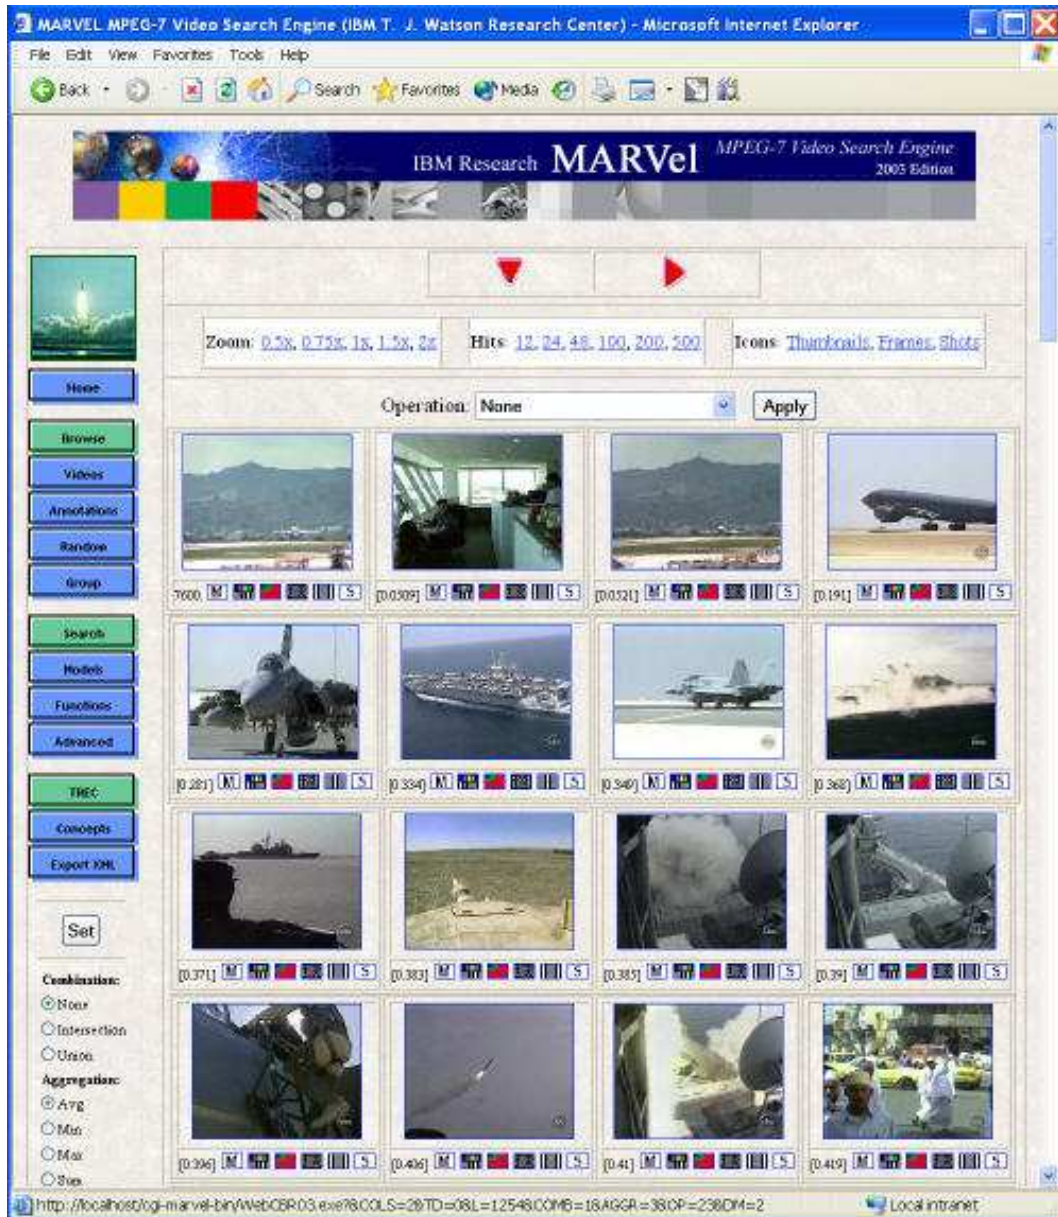 MARVEL MPEG-7 Video Search Engine (IBM T. J. Watson Research Center) - Microsoft Internet Explorer
File Edit View Favorites Tools Help
Back Search Favorites Media
IBM Research MARVel MPEG-7 Video Search Engine
2005 Edition
Zoom: 0.5x, 0.75x, 1x, 1.5x, 2x Hits: 12, 24, 48, 100, 200, 500 Icons: Thumbnails, Frames, Shots
Operation: None Apply
Home
Browse
Videos
Annotations
Random
Group
Search
Models
Functions
Advanced
TREC
Concepts
Export XML
Set
Combination:
None
Intersection
Union
Aggregation:
Avg
Min
Max
Sum
7600, M S [0.0309] M S [0.0321] M S [0.191] M S
[0.281] M S [0.334] M S [0.349] M S [0.368] M S
[0.371] M S [0.383] M S [0.385] M S [0.39] M S
[0.396] M S [0.406] M S [0.41] M S [0.419] M S
Local intranet